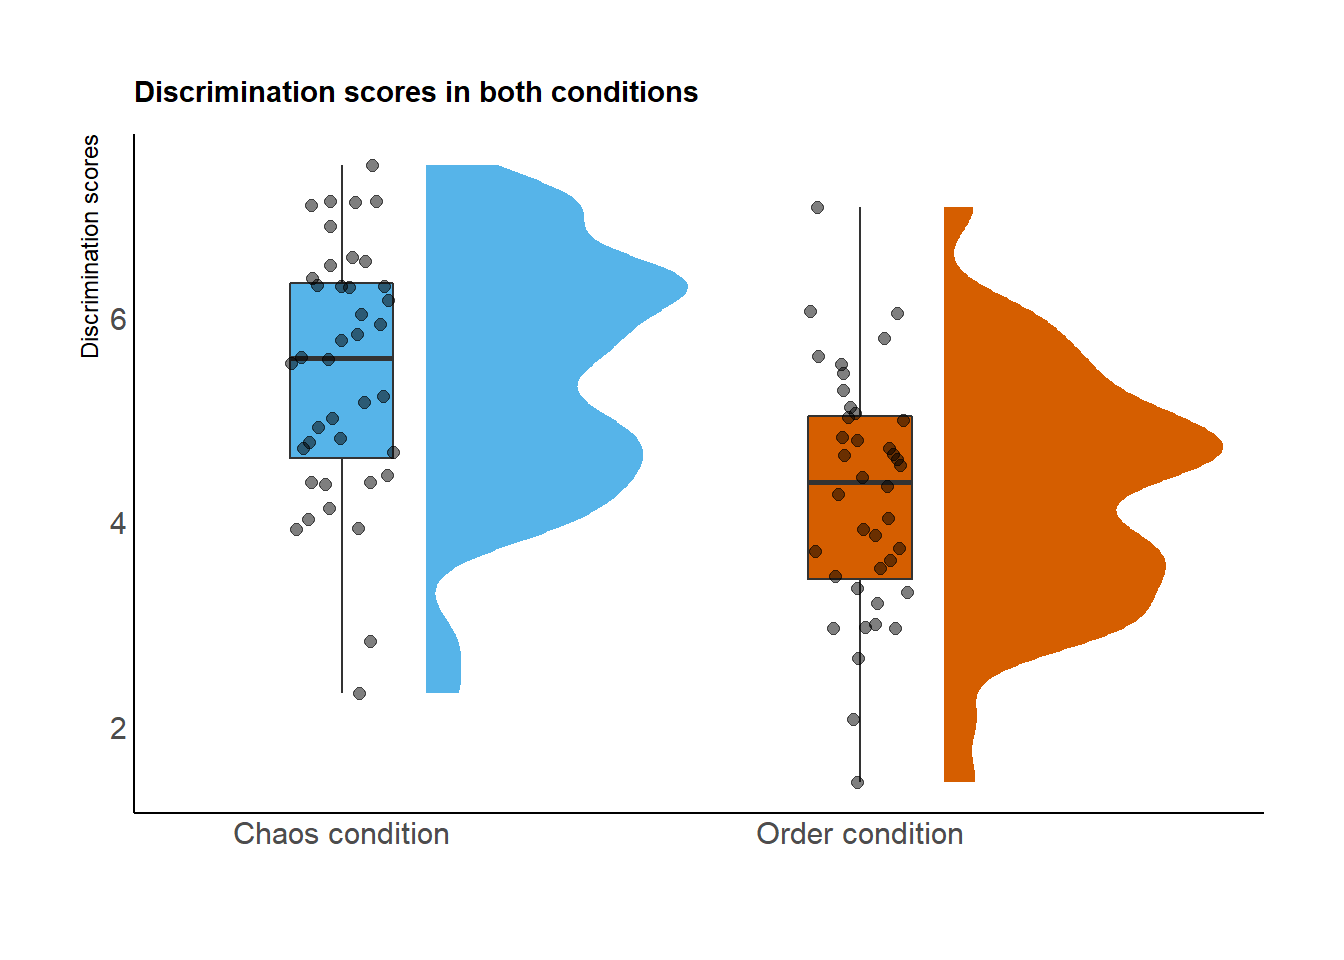 Discrimination scores in both conditions
Discrimination scores
6
4
2
Chaos condition
Order condition